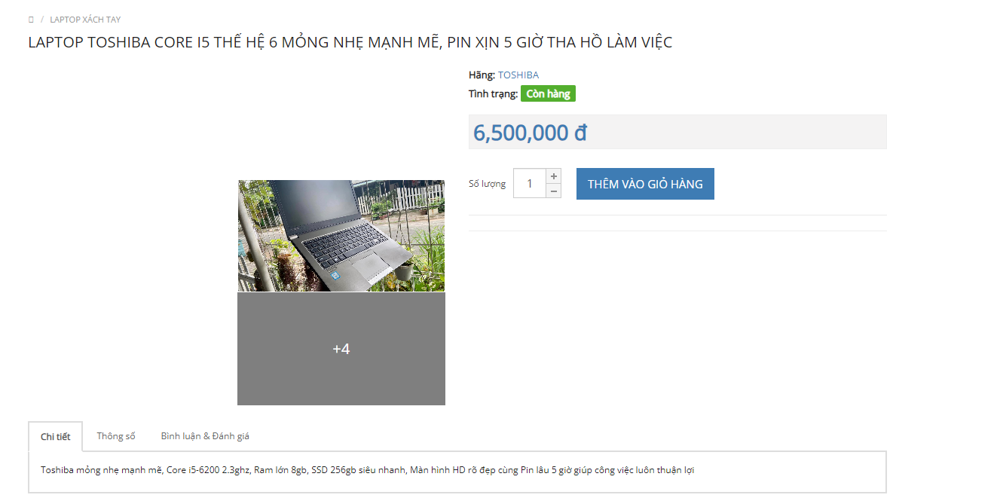 / LAPTOP XÁCH TAY
LAPTOP TOSHIBA CORE I5 THẾ HỆ 6 MỎNG NHẸ MẠNH MẼ, PIN XỊN 5 GIỜ THA HỒ LÀM VIỆC
Hãng: TOSHIBA
Tình trạng: Còn hàng
6,500,000 đ
Số lượng 1 + − THÊM VÀO GIỎ HÀNG
+4
Chi tiết Thông số Bình luận & Đánh giá
Toshiba mỏng nhẹ mạnh mẽ, Core i5-6200 2.3ghz, Ram lớn 8gb, SSD 256gb siêu nhanh, Màn hình HD rõ đẹp cùng Pin lâu 5 giờ giúp công việc luôn thuận lợi